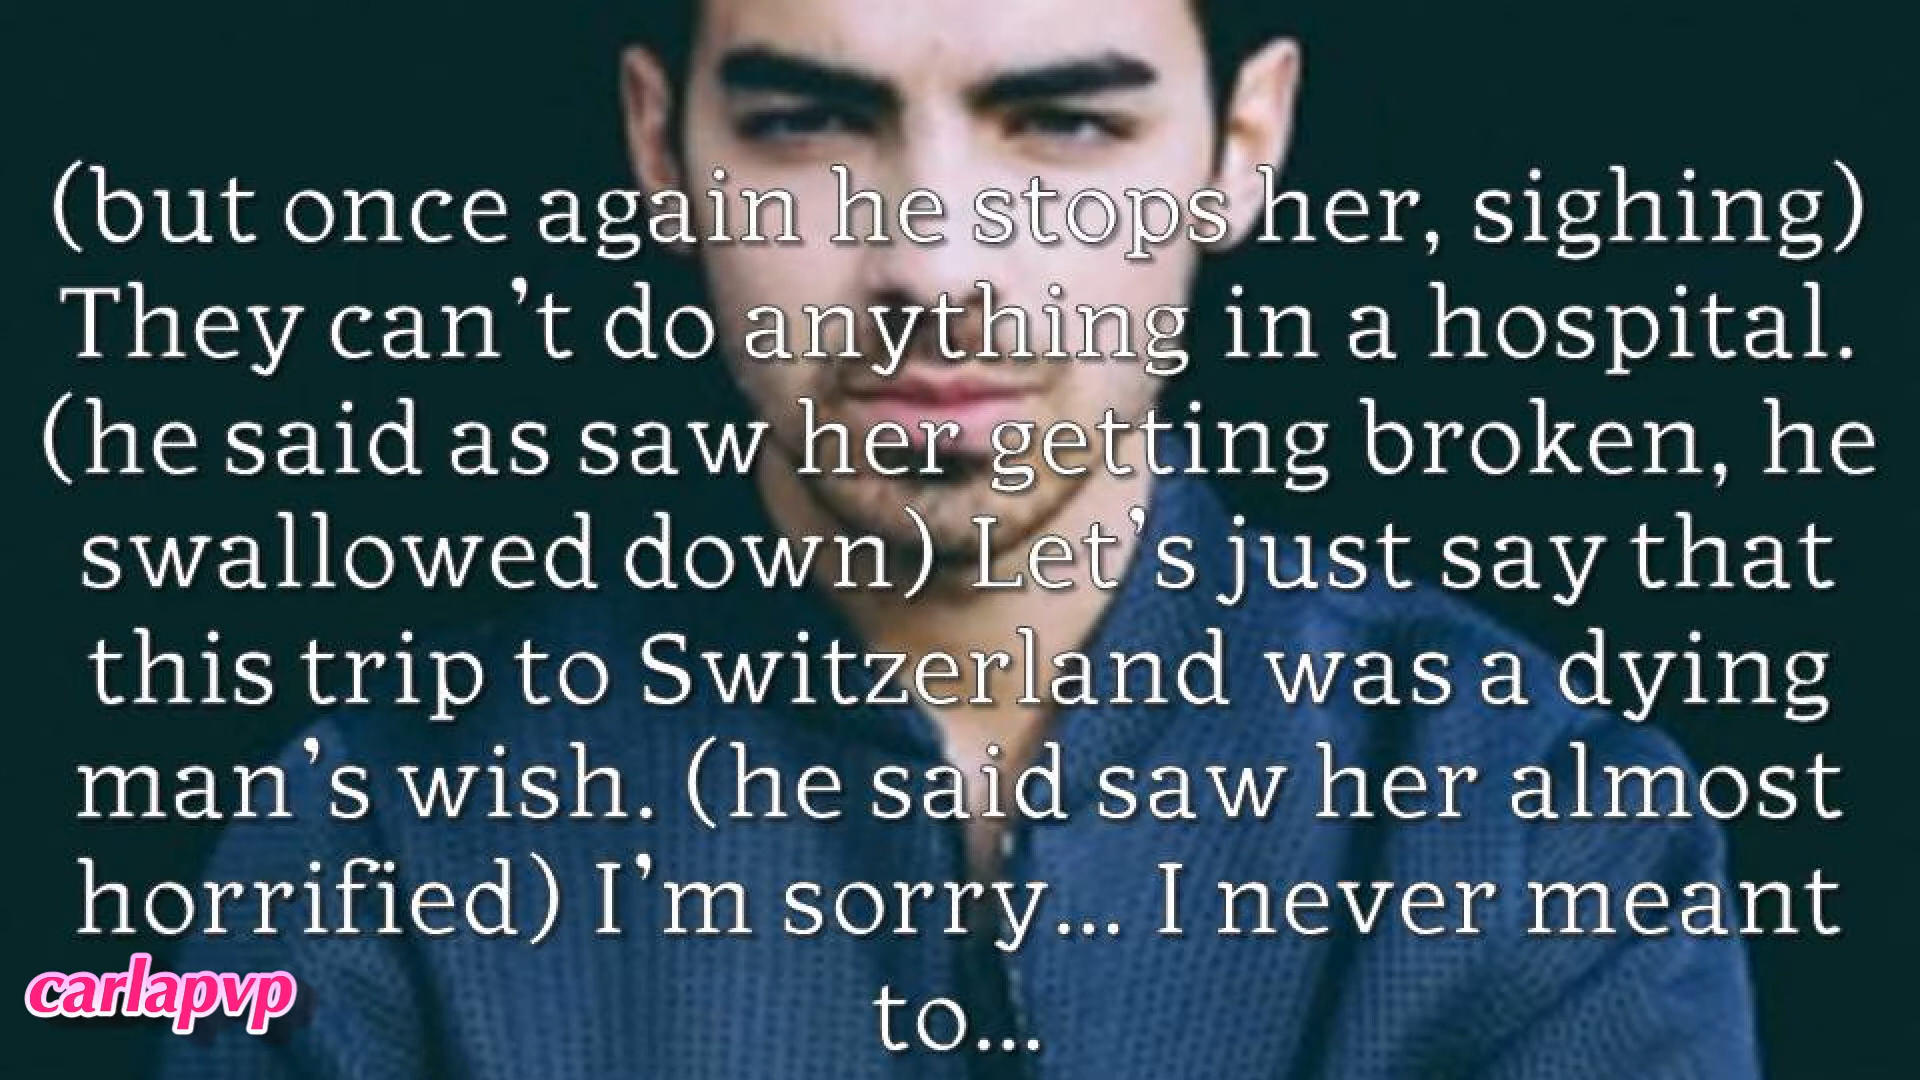 (but once again he stops her, sighing)
They can’t do anything in a hospital.
(he said as saw her getting broken, he
swallowed down) Let’s just say that
this trip to Switzerland was a dying
man’s wish. (he said saw her almost
horrified) I’m sorry... I never meant
to...
carlapvp